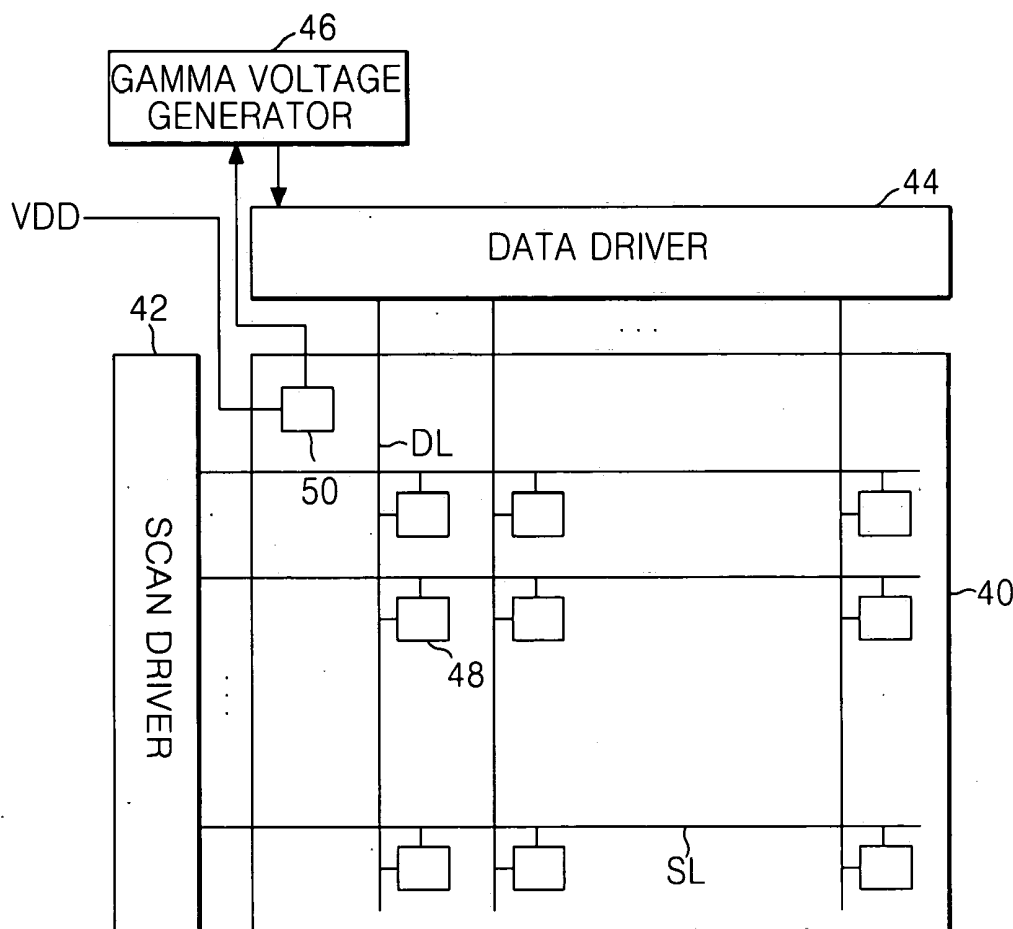 46
GAMMA VOLTAGE
GENERATOR
44
VDD
DATA DRIVER
42
...
50
DL
SCAN DRIVER
40
48
...
SL